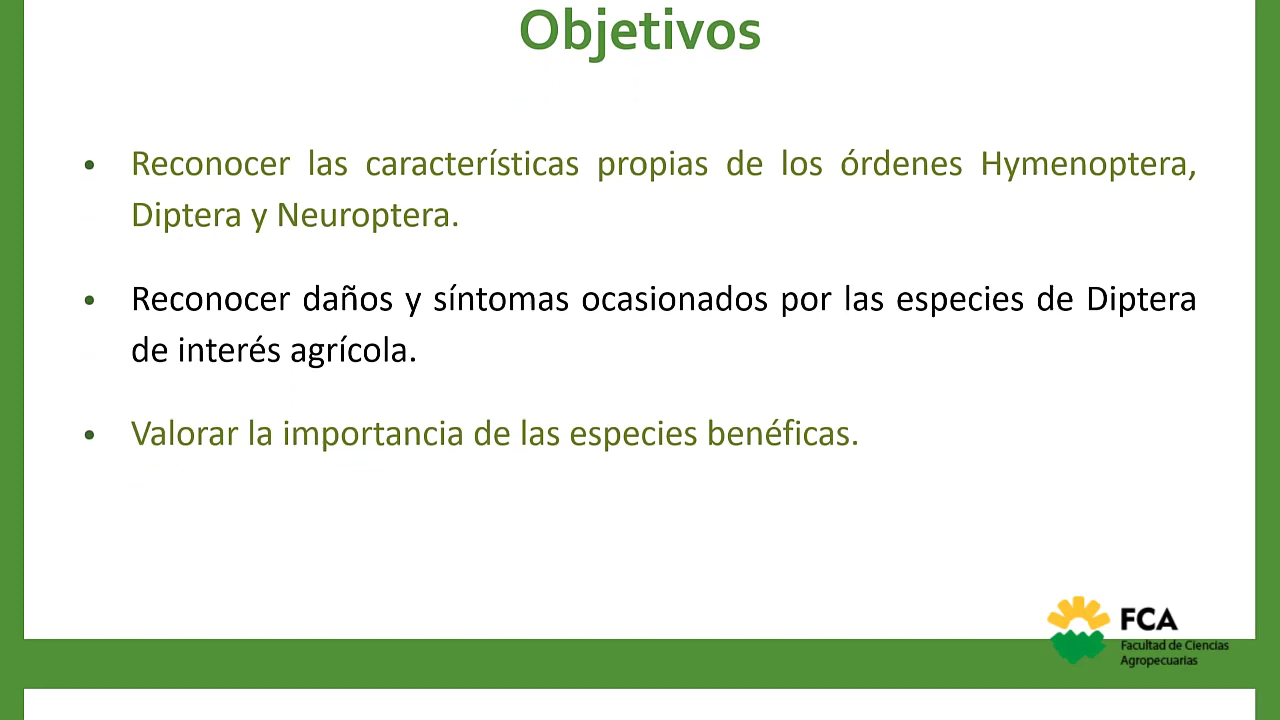 Objetivos
• Reconocer las características propias de los órdenes Hymenoptera,
Diptera y Neuroptera.
• Reconocer daños y síntomas ocasionados por las especies de Diptera
de interés agrícola.
• Valorar la importancia de las especies benéficas.
FCA
Facultad de Ciencias
Agropecuarias